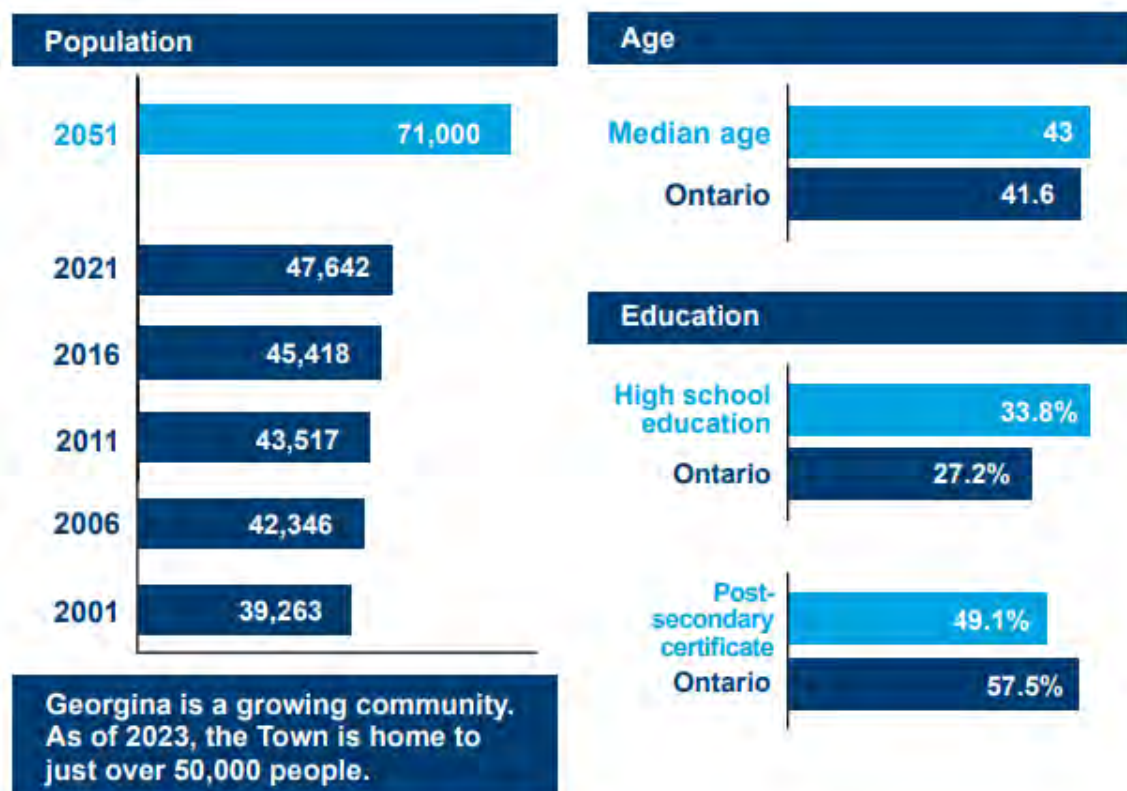 Population
2051 71,000
2021 47,642
2016 45,418
2011 43,517
2006 42,346
2001 39,263
Georgina is a growing community.
As of 2023, the Town is home to
just over 50,000 people.
Age
Median age 43
Ontario 41.6
Education
High school
education 33.8%
Ontario 27.2%
Post-
secondary
certificate 49.1%
Ontario 57.5%